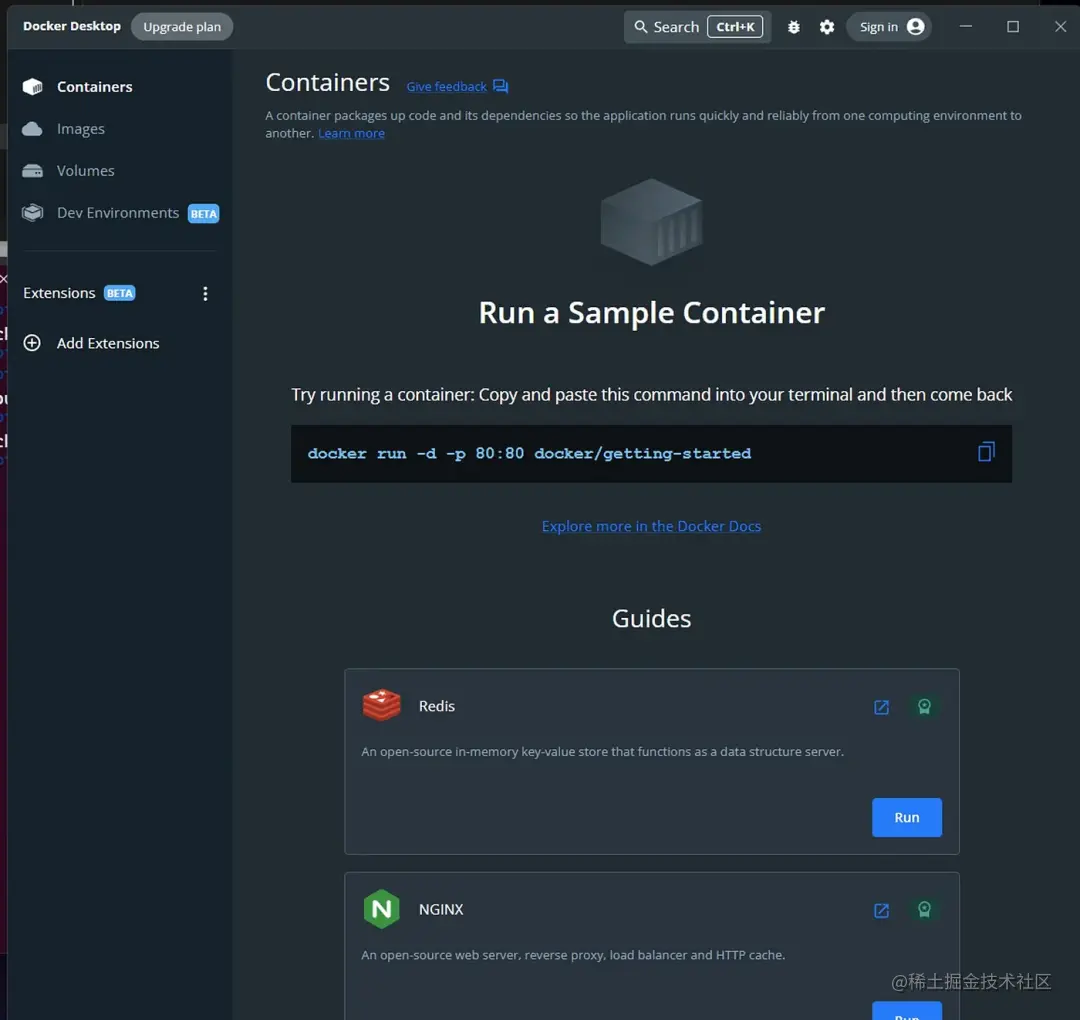 Docker Desktop
Upgrade plan
Search Ctrl+K
Sign in
Containers
Images
Volumes
Dev Environments BETA
Extensions BETA
Add Extensions
Containers Give feedback
A container packages up code and its dependencies so the application runs quickly and reliably from one computing environment to
another. Learn more
Run a Sample Container
Try running a container: Copy and paste this command into your terminal and then come back
docker run -d -p 80:80 docker/getting-started
Explore more in the Docker Docs
Guides
Redis
An open-source in-memory key-value store that functions as a data structure server.
Run
N NGINX
An open-source web server, reverse proxy, load balancer and HTTP cache.
Run
@稀土掘金技术社区